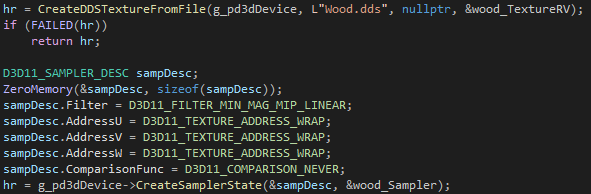 hr = CreateDDSTextureFromFile(g_pd3dDevice, L"Wood.dds", nullptr, &wood_TextureRV);
if (FAILED(hr))
    return hr;

D3D11_SAMPLER_DESC sampDesc;
ZeroMemory(&sampDesc, sizeof(sampDesc));
sampDesc.Filter = D3D11_FILTER_MIN_MAG_MIP_LINEAR;
sampDesc.AddressU = D3D11_TEXTURE_ADDRESS_WRAP;
sampDesc.AddressV = D3D11_TEXTURE_ADDRESS_WRAP;
sampDesc.AddressW = D3D11_TEXTURE_ADDRESS_WRAP;
sampDesc.ComparisonFunc = D3D11_COMPARISON_NEVER;
hr = g_pd3dDevice->CreateSamplerState(&sampDesc, &wood_Sampler);